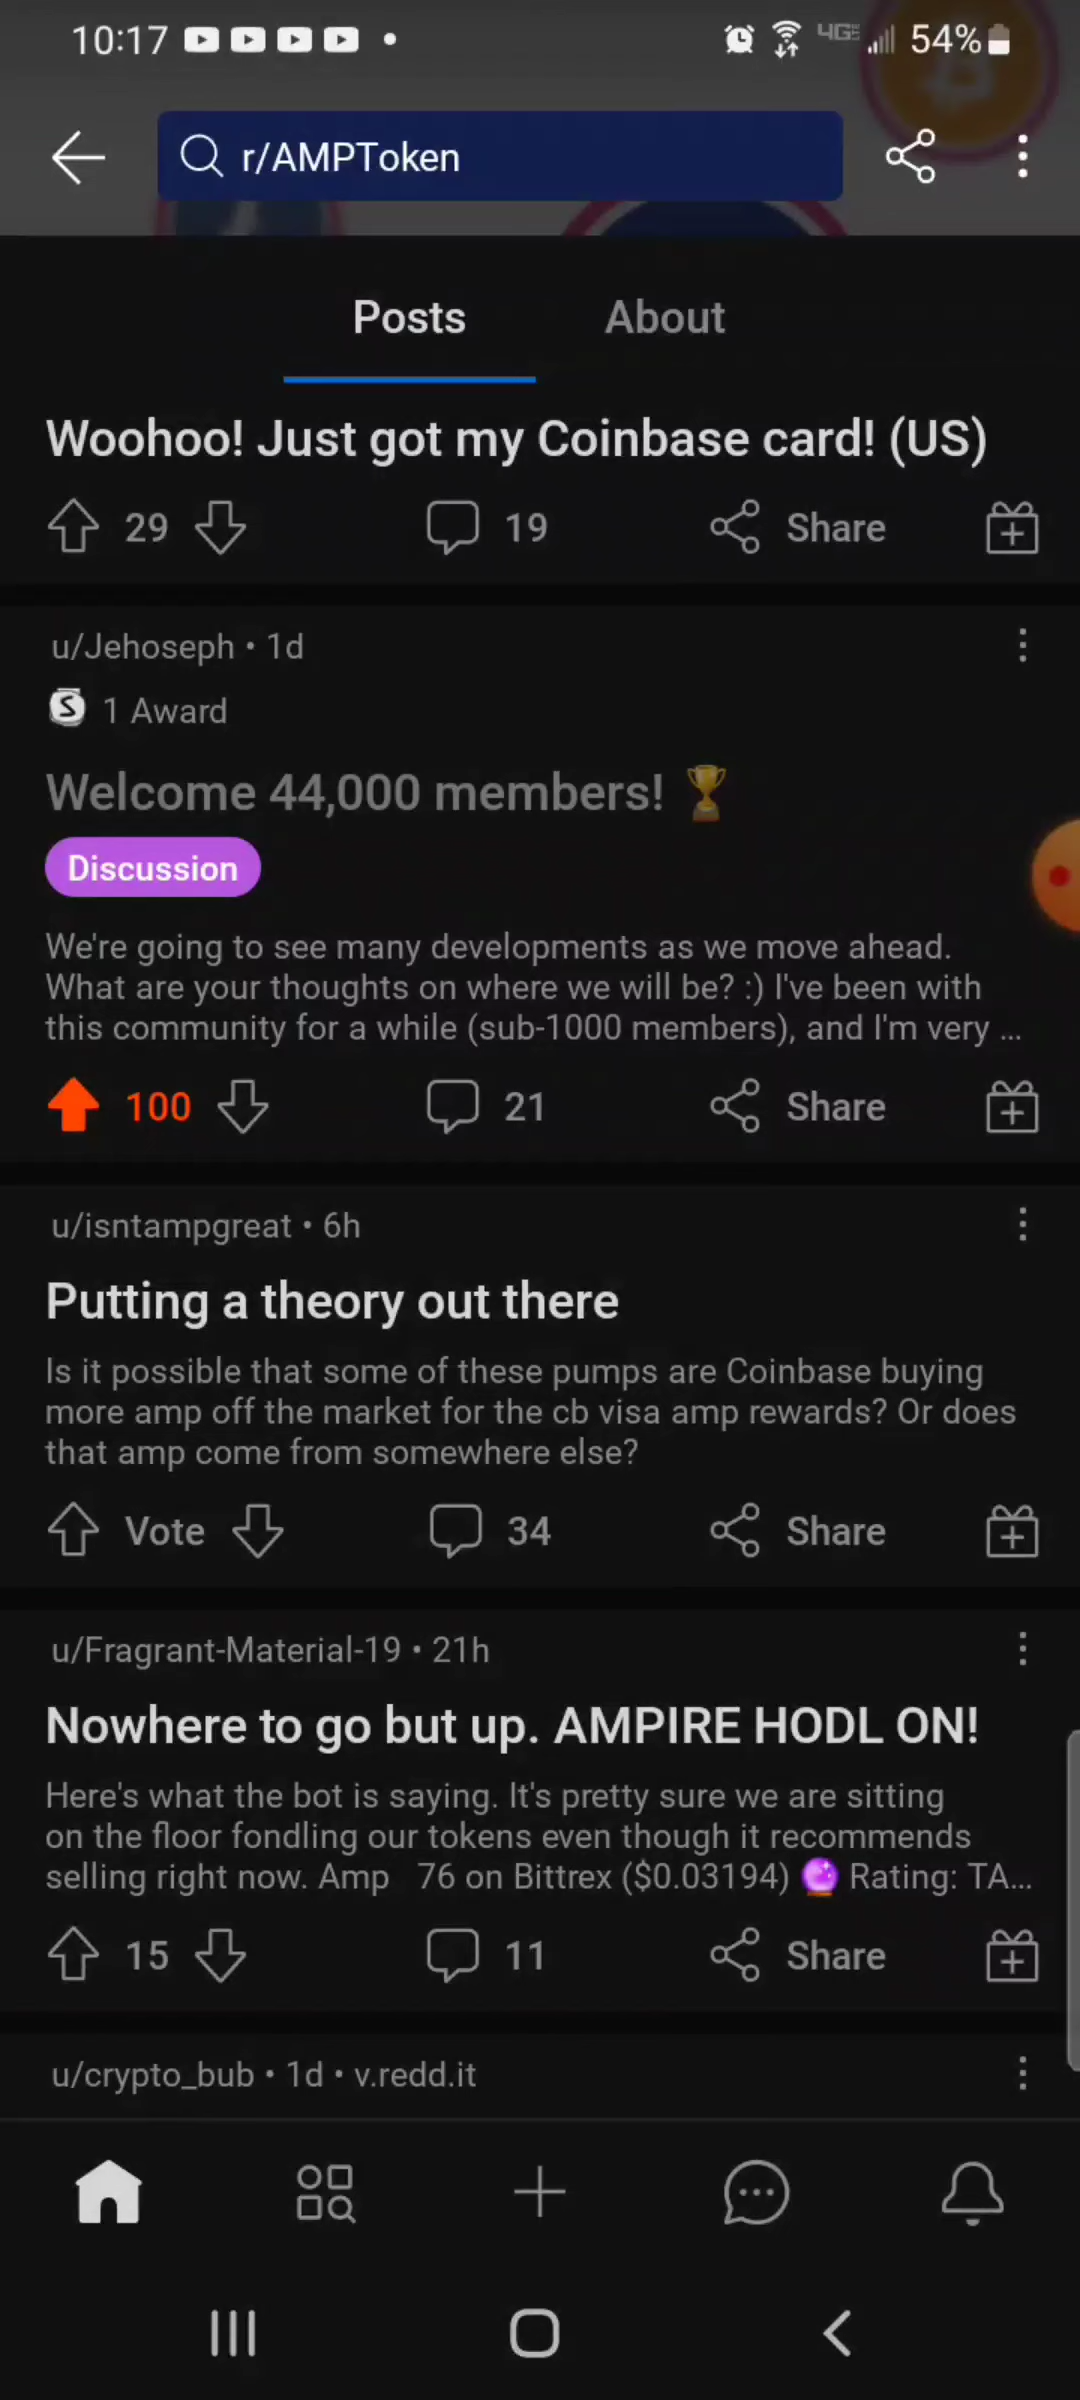 10:17
4G
54%
r/AMPToken
Posts
About
Woohoo! Just got my Coinbase card! (US)
29
19
Share
u/Jehoseph • 1d
1 Award
Welcome 44,000 members! 🏆
Discussion
We're going to see many developments as we move ahead.
What are your thoughts on where we will be? :) I've been with
this community for a while (sub-1000 members), and I'm very ...
100
21
Share
u/isntampgreat • 6h
Putting a theory out there
Is it possible that some of these pumps are Coinbase buying
more amp off the market for the cb visa amp rewards? Or does
that amp come from somewhere else?
Vote
34
Share
u/Fragrant-Material-19 • 21h
Nowhere to go but up. AMPIRE HODL ON!
Here's what the bot is saying. It's pretty sure we are sitting
on the floor fondling our tokens even though it recommends
selling right now. Amp 76 on Bittrex ($0.03194) 🔮 Rating: TA...
15
11
Share
u/crypto_bub • 1d • v.redd.it